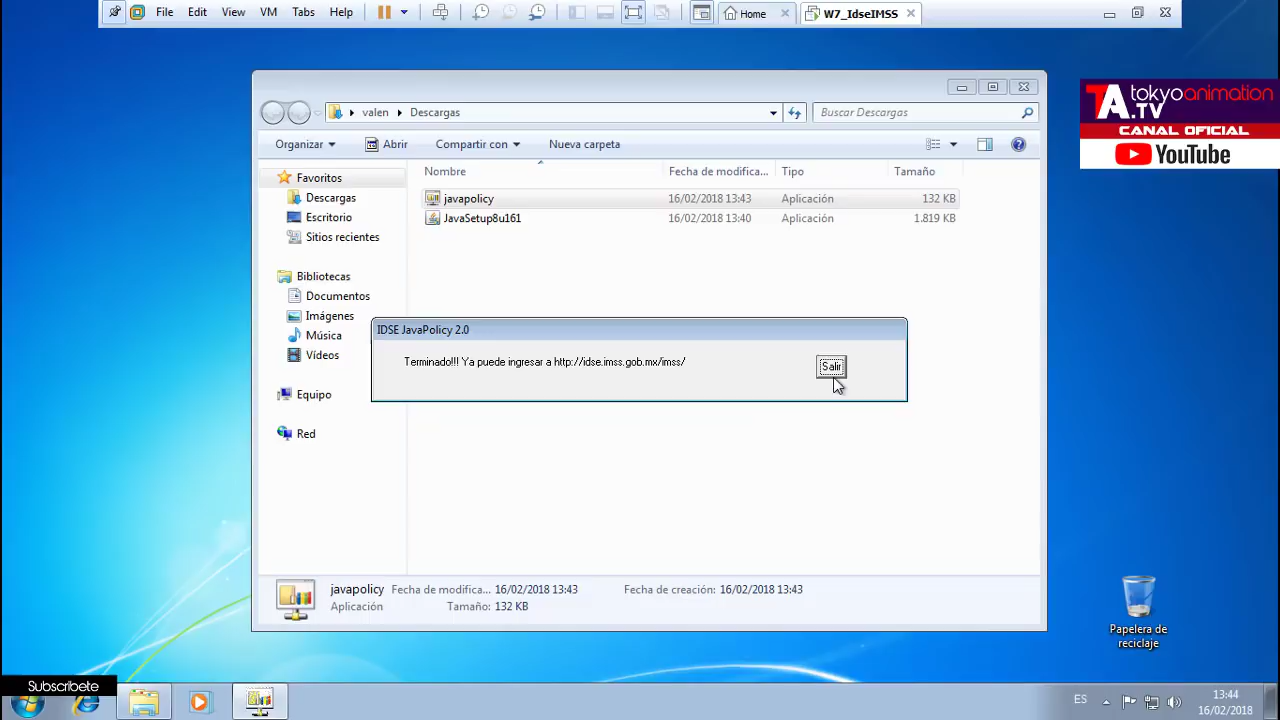 File Edit View VM Tabs Help
Home
W7_IdseIMSS
tokyoanimation
TA.TV
CANAL OFICIAL
YouTube
valen Descargas
Buscar Descargas
Organizar Abrir Compartir con Nueva carpeta
Favoritos
Descargas
Escritorio
Sitios recientes
Bibliotecas
Documentos
Imágenes
Música
Vídeos
Equipo
Red
Nombre Fecha de modifica... Tipo Tamaño
javapolicy 16/02/2018 13:43 Aplicación 132 KB
JavaSetup8u161 16/02/2018 13:40 Aplicación 1.819 KB
IDSE JavaPolicy 2.0
Terminado!!! Ya puede ingresar a http://idse.imss.gob.mx/imss/
Salir
javapolicy Fecha de modifica... 16/02/2018 13:43 Fecha de creación: 16/02/2018 13:43
Aplicación Tamaño: 132 KB
Papelera de
reciclaje
Subscribete
ES
13:44
16/02/2018